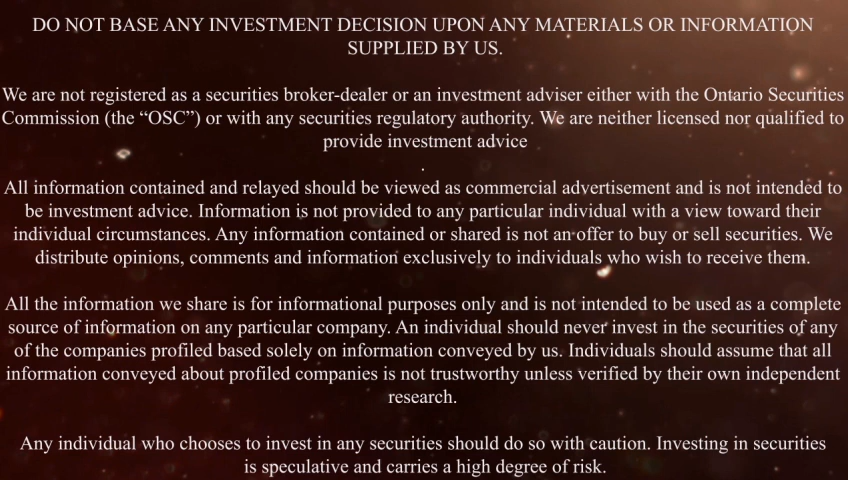 DO NOT BASE ANY INVESTMENT DECISION UPON ANY MATERIALS OR INFORMATION
SUPPLIED BY US.
We are not registered as a securities broker-dealer or an investment adviser either with the Ontario Securities
Commission (the “OSC”) or with any securities regulatory authority. We are neither licensed nor qualified to
provide investment advice
.
All information contained and relayed should be viewed as commercial advertisement and is not intended to
be investment advice. Information is not provided to any particular individual with a view toward their
individual circumstances. Any information contained or shared is not an offer to buy or sell securities. We
distribute opinions, comments and information exclusively to individuals who wish to receive them.
All the information we share is for informational purposes only and is not intended to be used as a complete
source of information on any particular company. An individual should never invest in the securities of any
of the companies profiled based solely on information conveyed by us. Individuals should assume that all
information conveyed about profiled companies is not trustworthy unless verified by their own independent
research.
Any individual who chooses to invest in any securities should do so with caution. Investing in securities
is speculative and carries a high degree of risk.